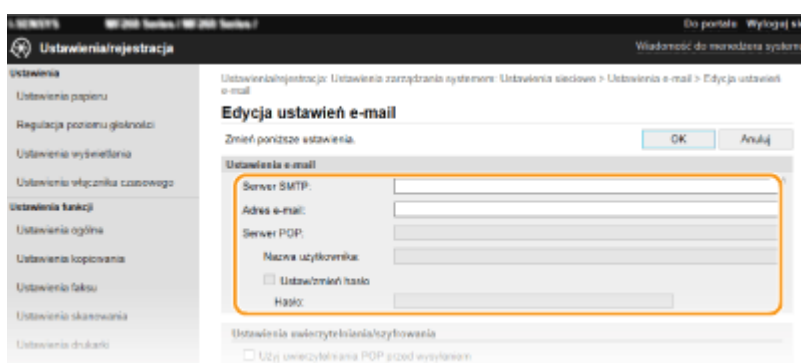 Do portalu Wyloguj się
Ustawienia/rejestracja
Wiadomość do menedżera systemu
Ustawienia
Ustawienia papieru
Regulacja poziomu głośności
Ustawienia wyświetlania
Ustawienia włącznika czasowego
Ustawienia funkcji
Ustawienia ogólne
Ustawienia kopiowania
Ustawienia faksu
Ustawienia skanowania
Ustawienia drukarki
Ustawienia/rejestracja: Ustawienia zarządzania systemem: Ustawienia sieciowe > Ustawienia e-mail > Edycja ustawień
e-mail
Edycja ustawień e-mail
Zmień poniższe ustawienia.
OK Anuluj
Ustawienia e-mail
Serwer SMTP:
Adres e-mail:
Serwer POP:
Nazwa użytkownika:
Ustaw/zmień hasło
Hasło:
Ustawienia uwierzytelniania/szyfrowania
Użyj uwierzytelniania POP przed wysyłaniem